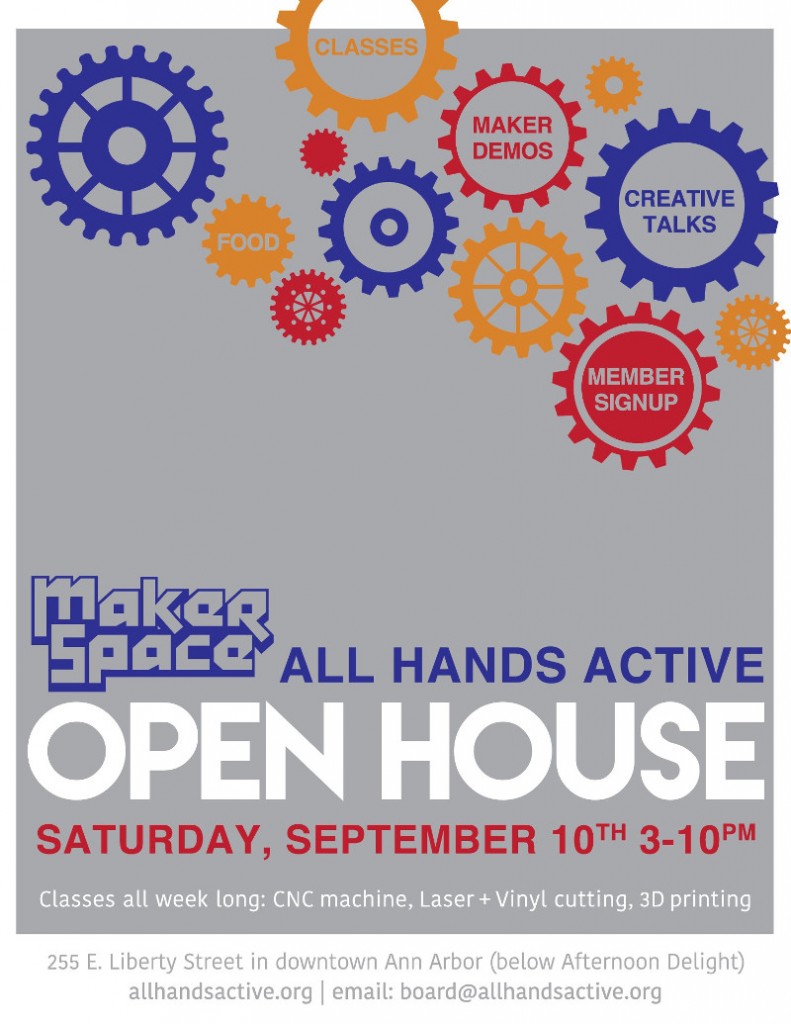 CLASSES
MAKER
DEMOS
CREATIVE
TALKS
FOOD
MEMBER
SIGNUP
Maker
Space
ALL HANDS ACTIVE
OPEN HOUSE
SATURDAY, SEPTEMBER 10TH 3-10PM
Classes all week long: CNC machine, Laser + Vinyl cutting, 3D printing
255 E. Liberty Street in downtown Ann Arbor (below Afternoon Delight)
allhandsactive.org | email: board@allhandsactive.org